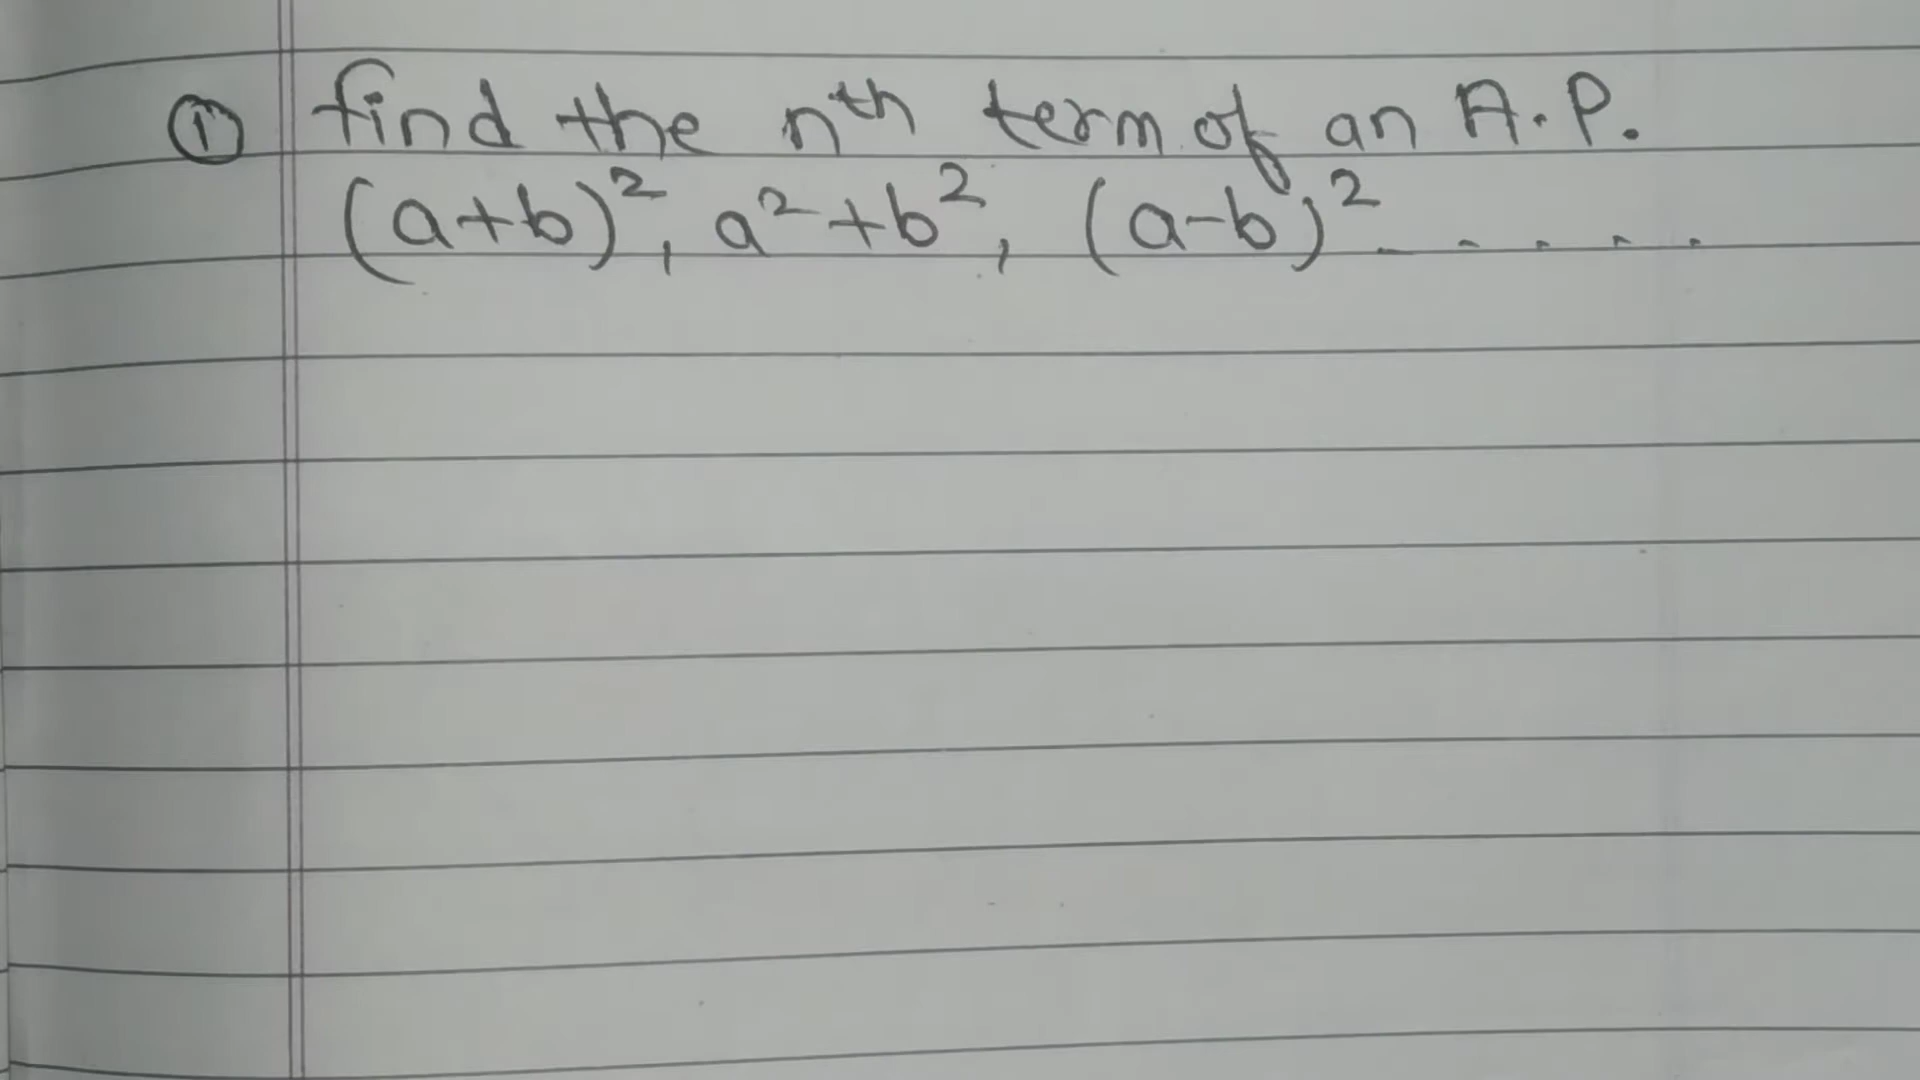 ① find the nᵗʰ term of an A.P.
(a+b)², a²+b², (a-b)² - - - - -